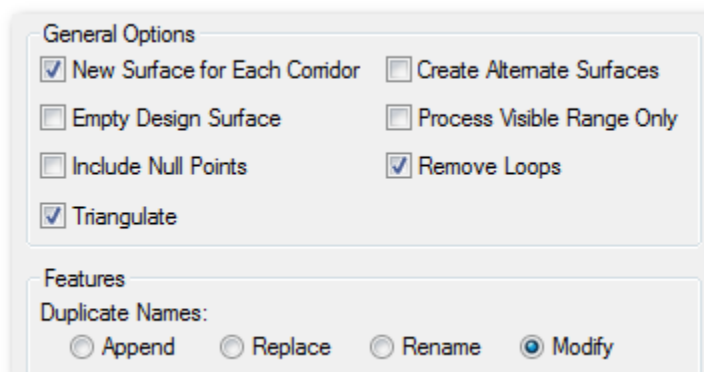 General Options
New Surface for Each Corridor Create Alternate Surfaces
Empty Design Surface Process Visible Range Only
Include Null Points Remove Loops
Triangulate
Features
Duplicate Names:
Append Replace Rename Modify